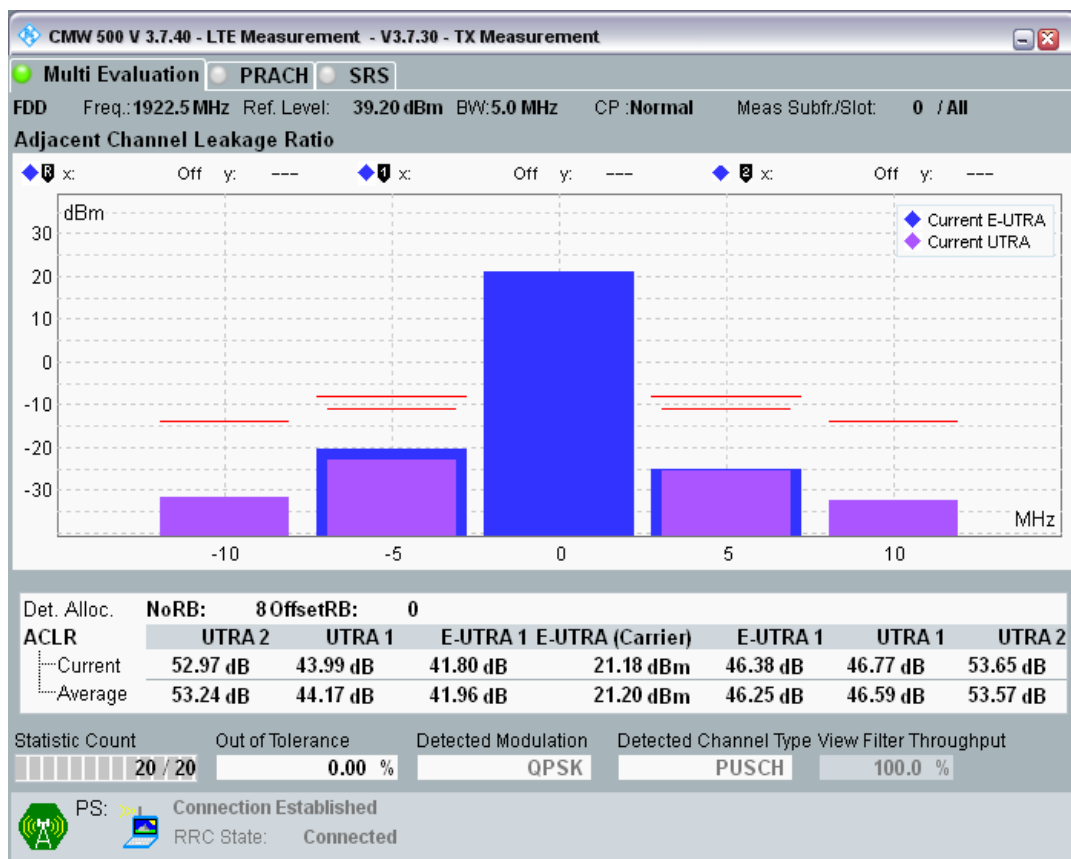 CMW 500 V 3.7.40 - LTE Measurement - V3.7.30 - TX Measurement
Multi Evaluation PRACH SRS
FDD Freq.: 1922.5 MHz Ref. Level: 39.20 dBm BW: 5.0 MHz CP : Normal Meas Subfr./Slot: 0 / All
Adjacent Channel Leakage Ratio
R x: Off y: --- 1 x: Off y: --- 2 x: Off y: ---
dBm
Current E-UTRA
Current UTRA
30
20
10
0
-10
-20
-30
MHz
-10 -5 0 5 10
Det. Alloc. NoRB: 8 OffsetRB: 0
ACLR UTRA 2 UTRA 1 E-UTRA 1 E-UTRA (Carrier) E-UTRA 1 UTRA 1 UTRA 2
Current 52.97 dB 43.99 dB 41.80 dB 21.18 dBm 46.38 dB 46.77 dB 53.65 dB
Average 53.24 dB 44.17 dB 41.96 dB 21.20 dBm 46.25 dB 46.59 dB 53.57 dB
Statistic Count Out of Tolerance Detected Modulation Detected Channel Type View Filter Throughput
20 / 20 0.00 % QPSK PUSCH 100.0 %
PS: Connection Established
RRC State: Connected